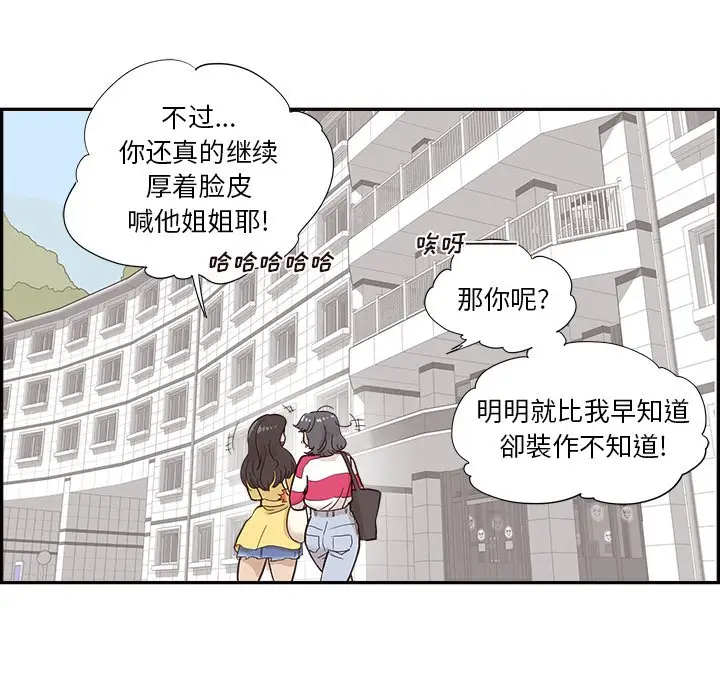 不过...
你还真的继续
厚着脸皮
喊他姐姐耶!
哈哈哈哈哈
唉呀——
那你呢?
明明就比我早知道
卻裝作不知道!